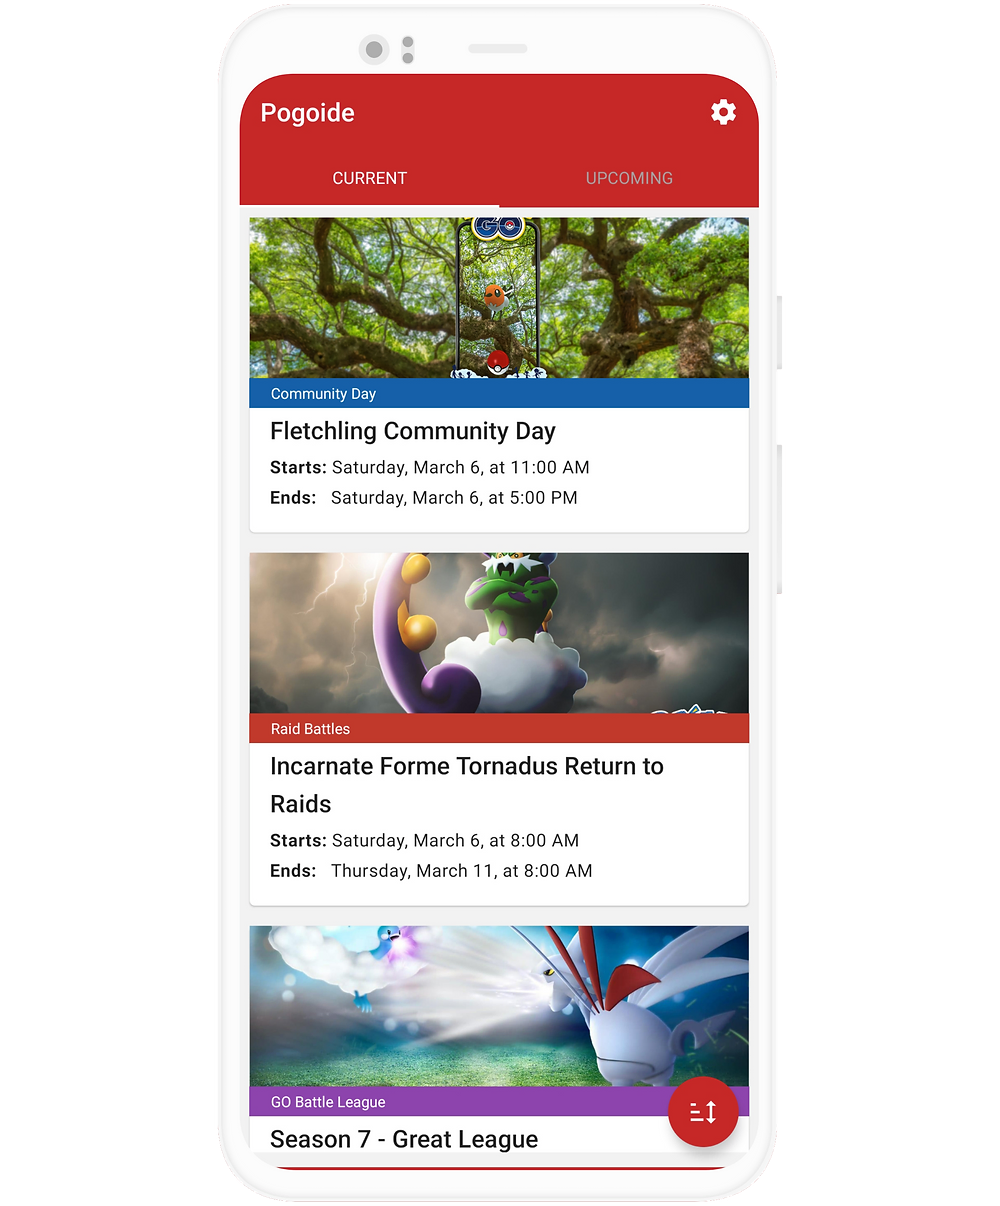 Pogoide
CURRENT
UPCOMING
GO
Community Day
Fletchling Community Day
Starts: Saturday, March 6, at 11:00 AM
Ends: Saturday, March 6, at 5:00 PM
Raid Battles
Incarnate Forme Tornadus Return to
Raids
Starts: Saturday, March 6, at 8:00 AM
Ends: Thursday, March 11, at 8:00 AM
GO Battle League
Season 7 - Great League